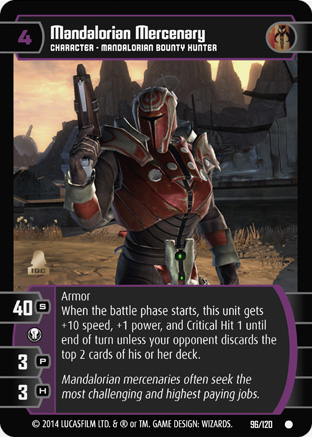 4
Mandalorian Mercenary
CHARACTER - MANDALORIAN BOUNTY HUNTER
IGC
40 S
3 P
3 H
Armor
When the battle phase starts, this unit gets
+10 speed, +1 power, and Critical Hit 1 until
end of turn unless your opponent discards the
top 2 cards of his or her deck.
Mandalorian mercenaries often seek the
most challenging and highest paying jobs.
© 2014 LUCASFILM LTD. & ® or TM. GAME DESIGN: WIZARDS.
96/120